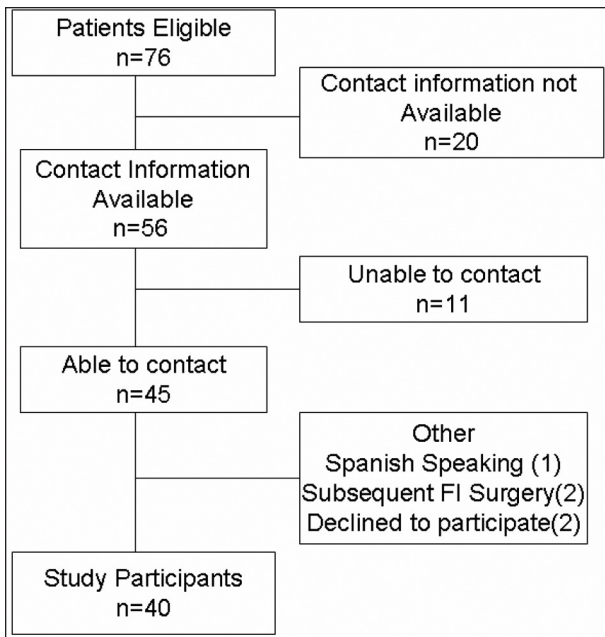 Patients Eligible
n=76
Contact information not
Available
n=20
Contact Information
Available
n=56
Unable to contact
n=11
Able to contact
n=45
Other
Spanish Speaking (1)
Subsequent FI Surgery(2)
Declined to participate(2)
Study Participants
n=40